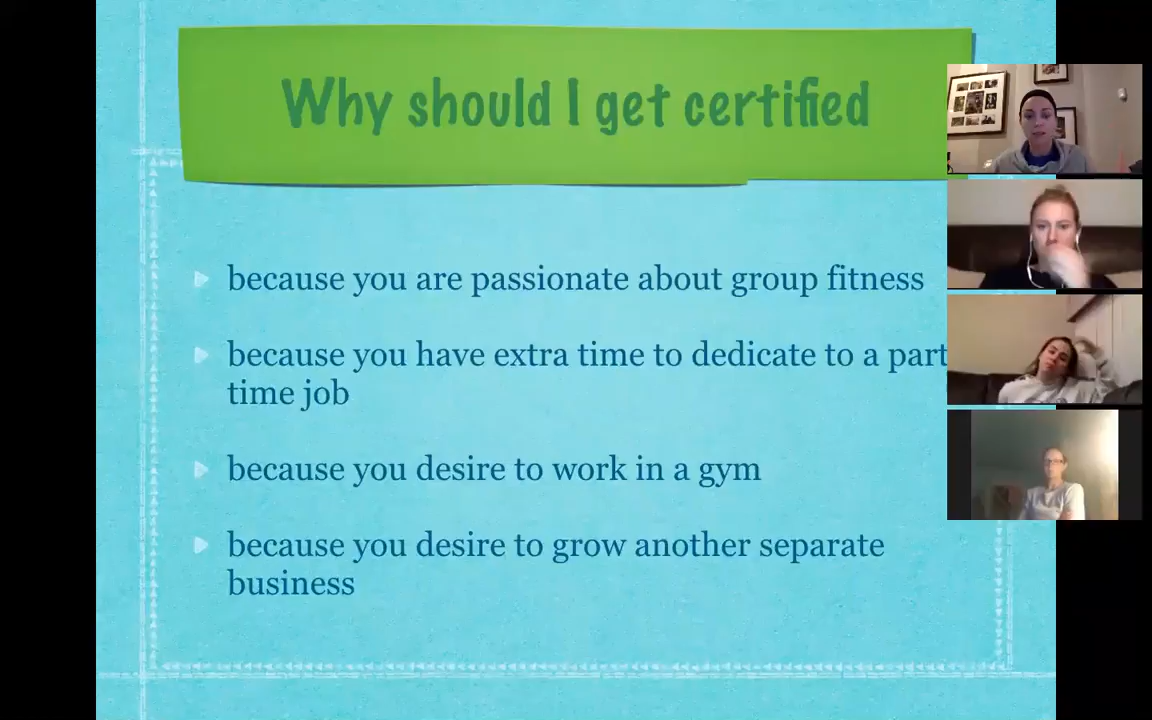 Why should I get certified
because you are passionate about group fitness
because you have extra time to dedicate to a part
time job
because you desire to work in a gym
because you desire to grow another separate
business